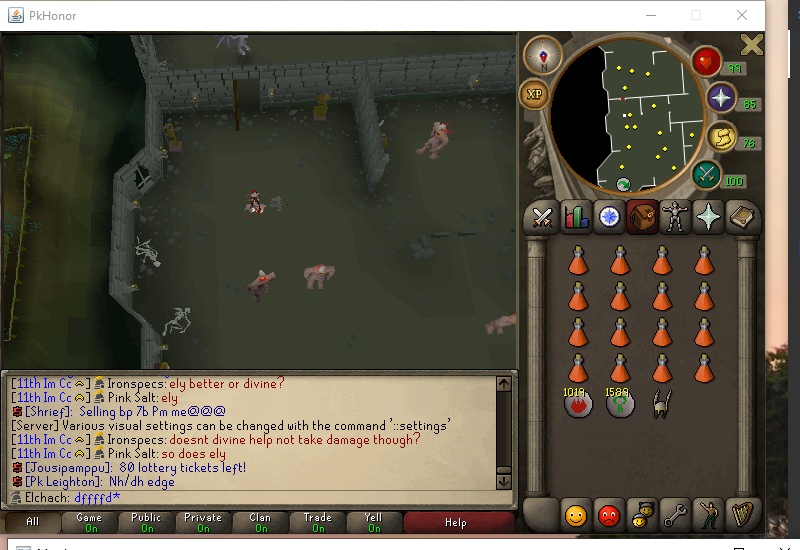 PkHonor
N
XP
99
85
76
100
1019 1589
[11th Im Cc] Ironspecs: ely better or divine?
[11th Im Cc] Pink Salt: ely
[Shrief]: Selling bp 7b Pm me@@@
[Server] Various visual settings can be changed with the command '::settings'
[11th Im Cc] Ironspecs: doesnt divine help not take damage though?
[11th Im Cc] Pink Salt: so does ely
[Jousipamppu]: 80 lottery tickets left!
[Pk Leighton]: Nh/dh edge
Elchach: dffffd*
All Game On Public On Private On Clan On Trade On Yell On Help